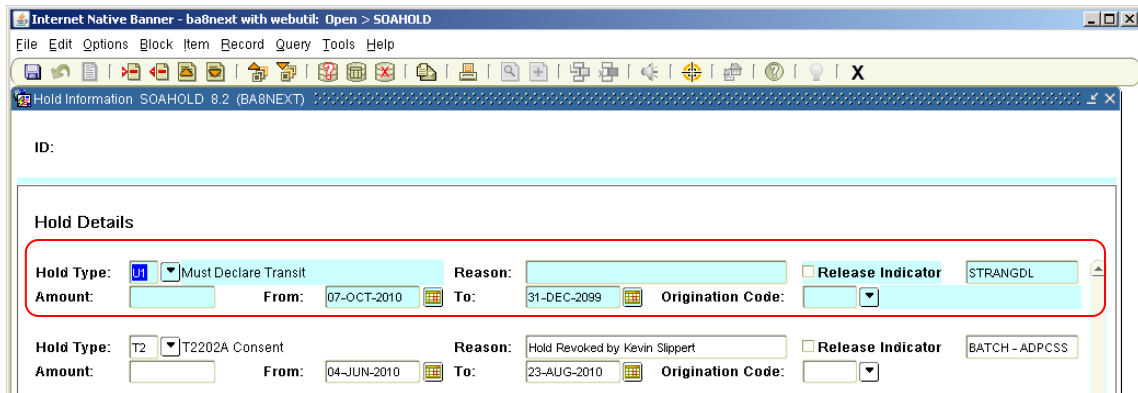 Internet Native Banner - ba8next with webutil: Open > SOAHOLD
File Edit Options Block Item Record Query Tools Help
X
Hold Information SOAHOLD 8.2 (BA8NEXT)
ID:
Hold Details
Hold Type: U1 Must Declare Transit Reason: Release Indicator STRANGDL
Amount: From: 07-OCT-2010 To: 31-DEC-2099 Origination Code:
Hold Type: T2 T2202A Consent Reason: Hold Revoked by Kevin Slippert Release Indicator BATCH - ADPCSS
Amount: From: 04-JUN-2010 To: 23-AUG-2010 Origination Code: